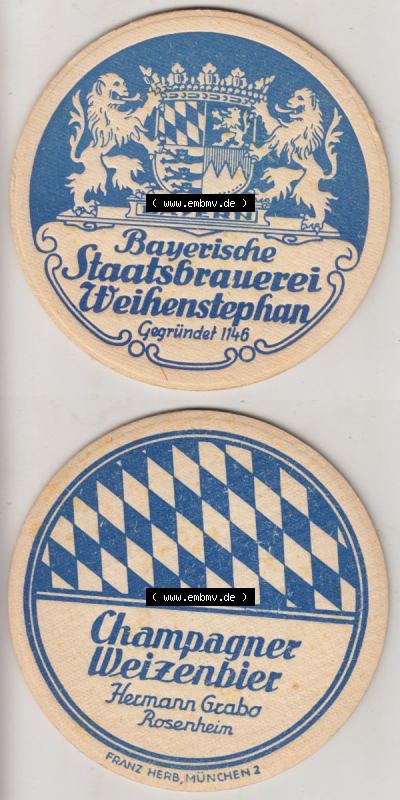 ( www.embmv.de )
BAYERN
Bayerische
Staatsbrauerei
Weihenstephan
Gegründet 1146
( www.embmv.de )
Champagner
Weizenbier
Hermann Grabo
Rosenheim
FRANZ HERB, MÜNCHEN 2